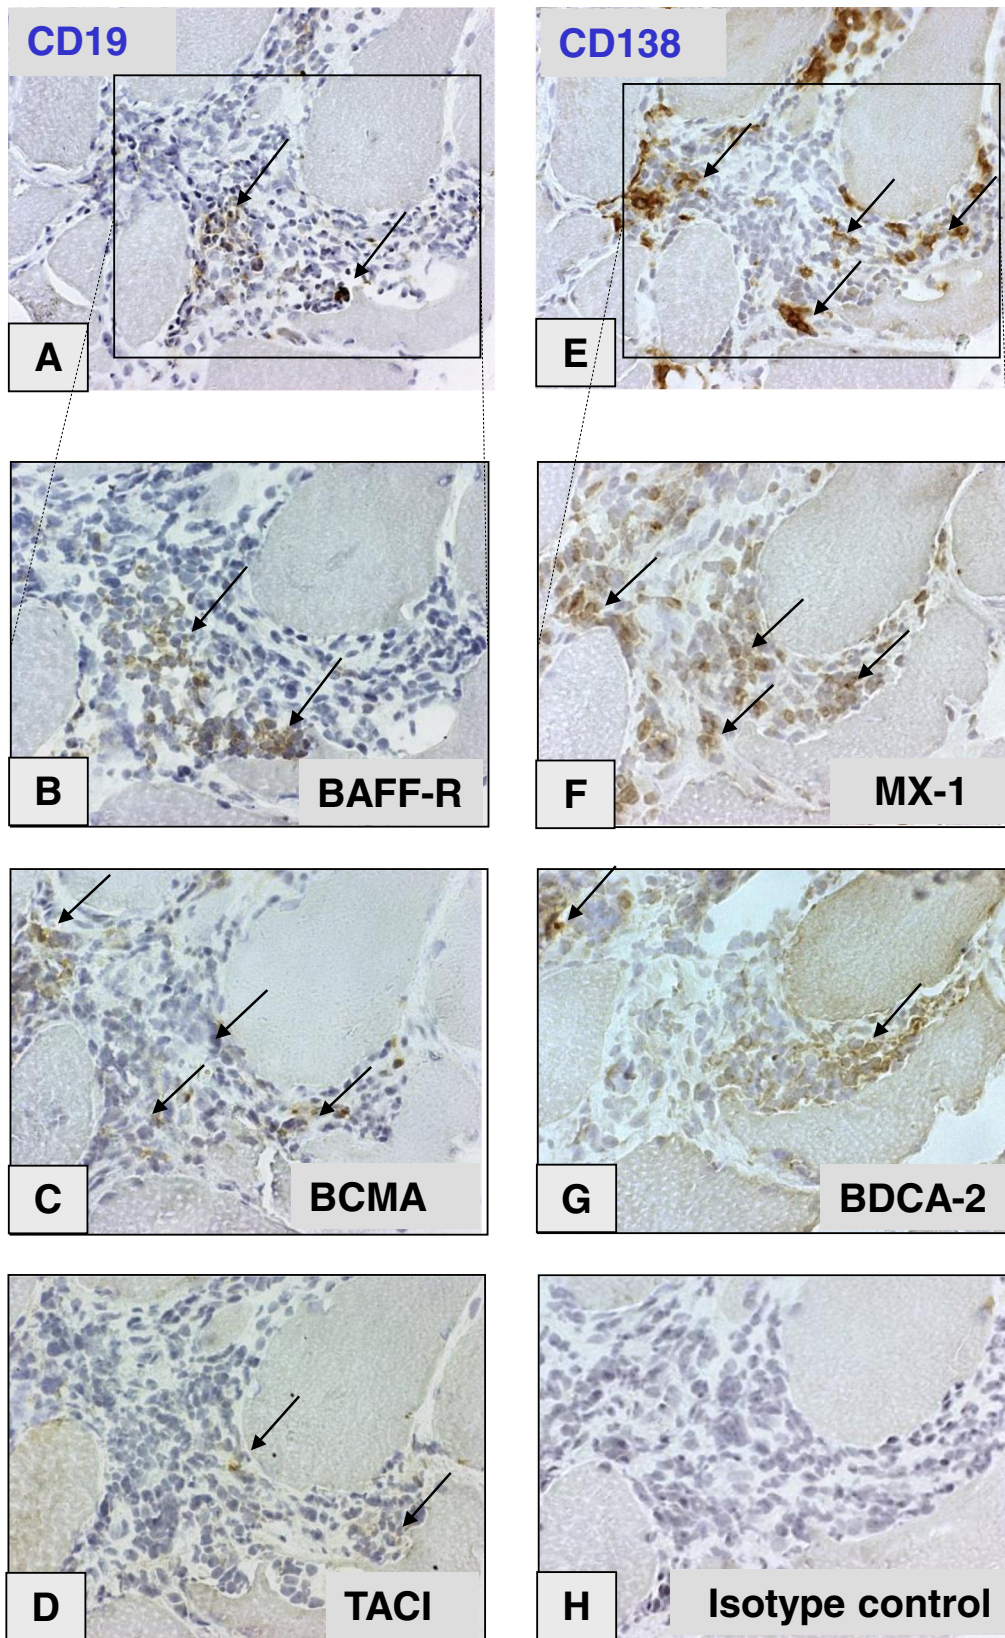 CD19
A
CD138
E
B
BAFF-R
F
MX-1
C
BCMA
G
BDCA-2
D
TACI
H
Isotype control